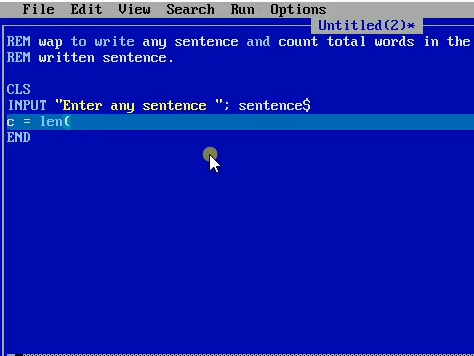 File Edit View Search Run Options
Untitled(2)*
REM wap to write any sentence and count total words in the
REM written sentence.
CLS
INPUT "Enter any sentence "; sentence$
c = len(
END